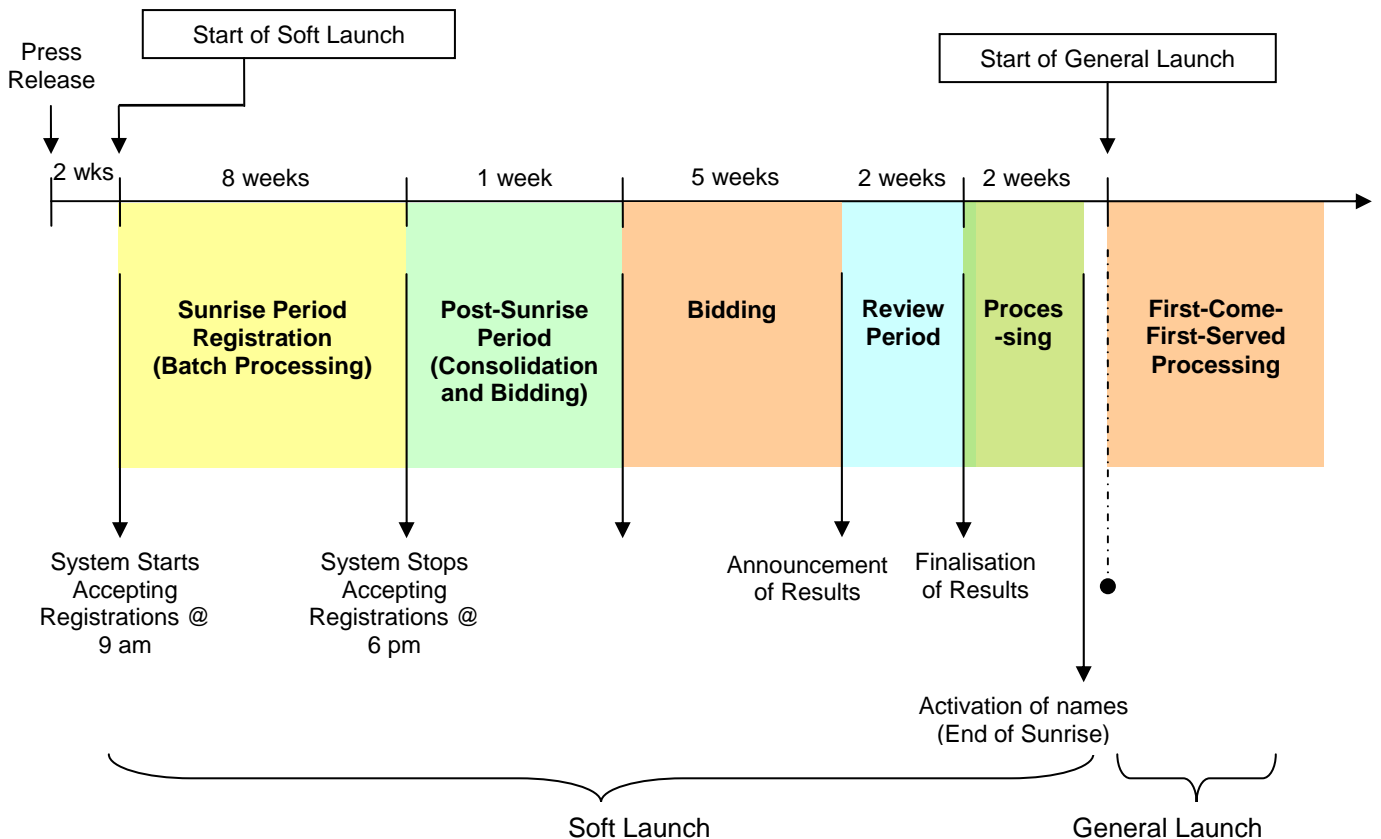 Start of Soft Launch
Press
Release
Start of General Launch
2 wks
8 weeks
1 week
5 weeks
2 weeks
2 weeks
Sunrise Period
Registration
(Batch Processing)
Post-Sunrise
Period
(Consolidation
and Bidding)
Bidding
Review
Period
Proces
-sing
First-Come-
First-Served
Processing
System Starts
Accepting
Registrations @
9 am
System Stops
Accepting
Registrations @
6 pm
Announcement
of Results
Finalisation
of Results
Activation of names
(End of Sunrise)
Soft Launch
General Launch